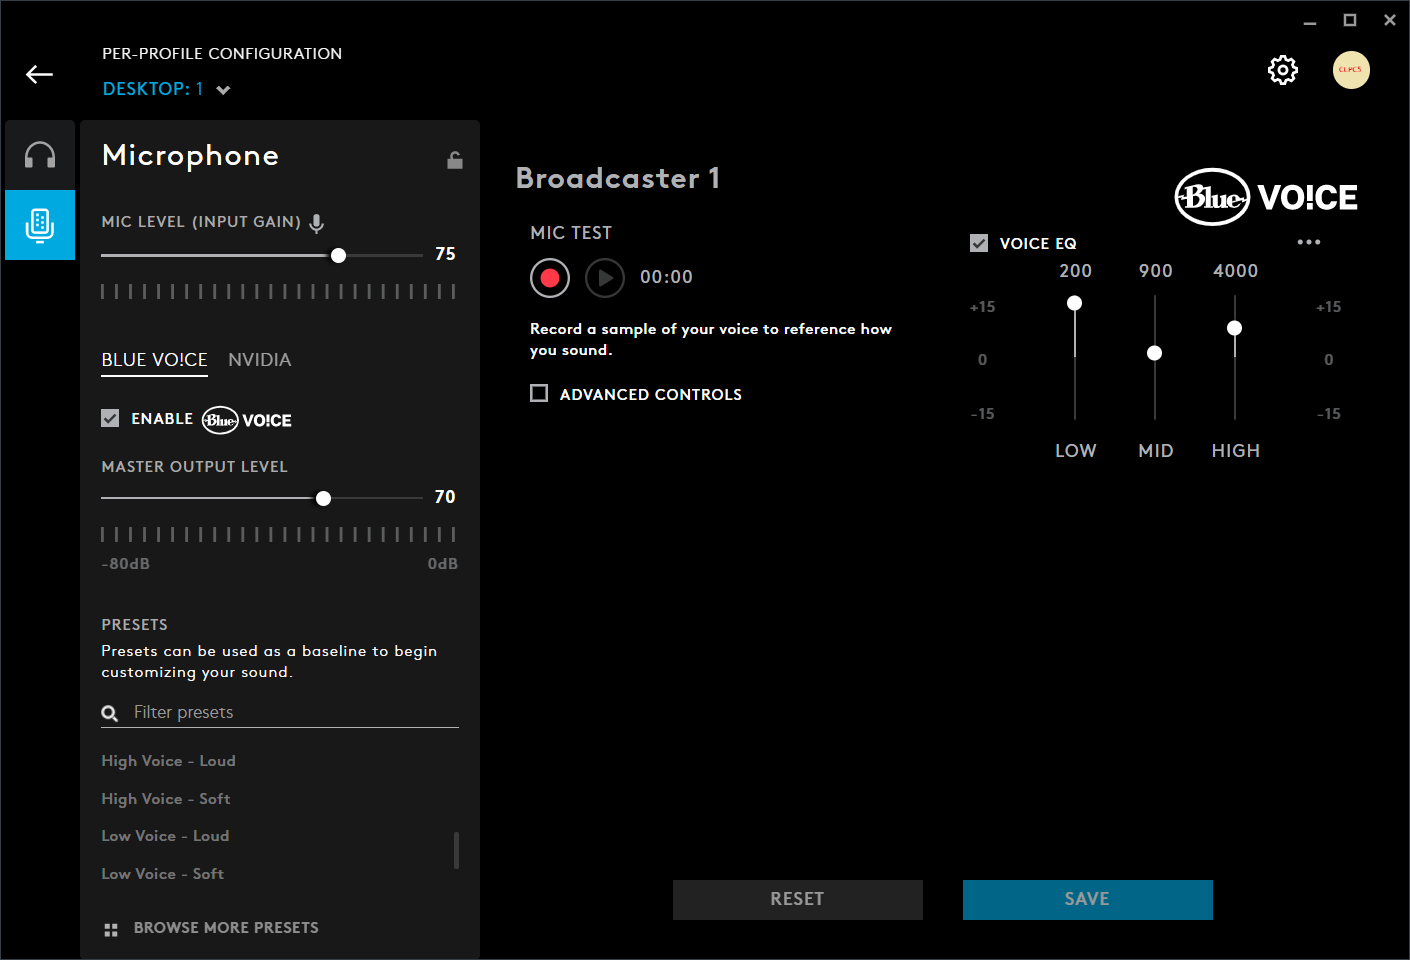 PER-PROFILE CONFIGURATION
DESKTOP: 1
CLPCS
Microphone
MIC LEVEL (INPUT GAIN)
75
BLUE VO!CE NVIDIA
ENABLE Blue VO!CE
MASTER OUTPUT LEVEL
70
-80dB 0dB
PRESETS
Presets can be used as a baseline to begin
customizing your sound.
Filter presets
High Voice - Loud
High Voice - Soft
Low Voice - Loud
Low Voice - Soft
BROWSE MORE PRESETS
Broadcaster 1
Blue VO!CE
MIC TEST
00:00
Record a sample of your voice to reference how
you sound.
ADVANCED CONTROLS
VOICE EQ
200 900 4000
+15 +15
0 0
-15 -15
LOW MID HIGH
RESET SAVE